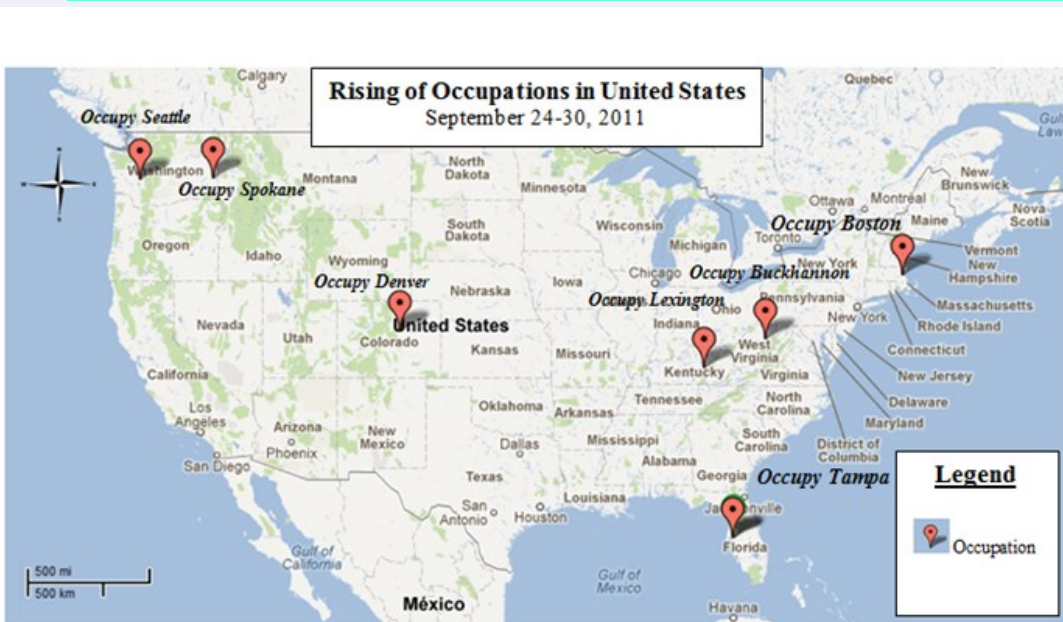 Rising of Occupations in United States
September 24-30, 2011
Calgary
Quebec
Occupy Seattle
Gulf
Law
Washington
Occupy Spokane
Montana
North
Dakota
Minnesota
Ottawa
Montréal
New
Brunswick
Nova
Scotia
Maine
Oregon
Idaho
South
Dakota
Wisconsin
Michigan
Toronto
Occupy Boston
Vermont
New
Hampshire
Wyoming
Occupy Denver
Nebraska
Iowa
Chicago
Occupy Buckhannon
New York
Massachusetts
Rhode Island
Connecticut
Occupy Lexington
Ohio
Pennsylvania
New York
Nevada
Utah
Colorado
United States
Kansas
Missouri
Indiana
Kentucky
West
Virginia
Virginia
New Jersey
Delaware
Maryland
District of
Columbia
California
Los
Angeles
San Diego
Arizona
Phoenix
New
Mexico
Oklahoma
Arkansas
Tennessee
North
Carolina
South
Carolina
Dallas
Mississippi
Alabama
Georgia
Occupy Tampa
Texas
San
Antonio
Houston
Louisiana
Jacksonville
Florida
Legend
Occupation
Gulf of
California
Gulf of
Mexico
México
Havana
500 mi
500 km